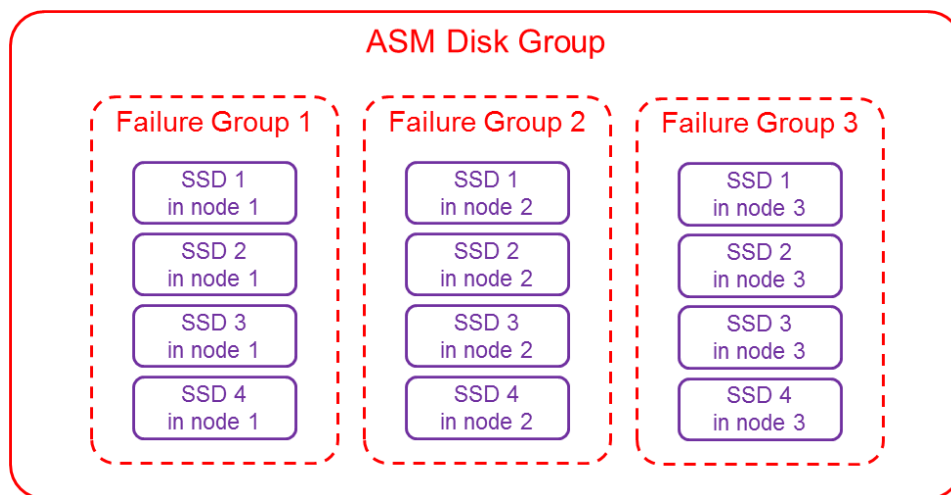 ASM Disk Group
Failure Group 1
SSD 1
in node 1
SSD 2
in node 1
SSD 3
in node 1
SSD 4
in node 1
Failure Group 2
SSD 1
in node 2
SSD 2
in node 2
SSD 3
in node 2
SSD 4
in node 2
Failure Group 3
SSD 1
in node 3
SSD 2
in node 3
SSD 3
in node 3
SSD 4
in node 3